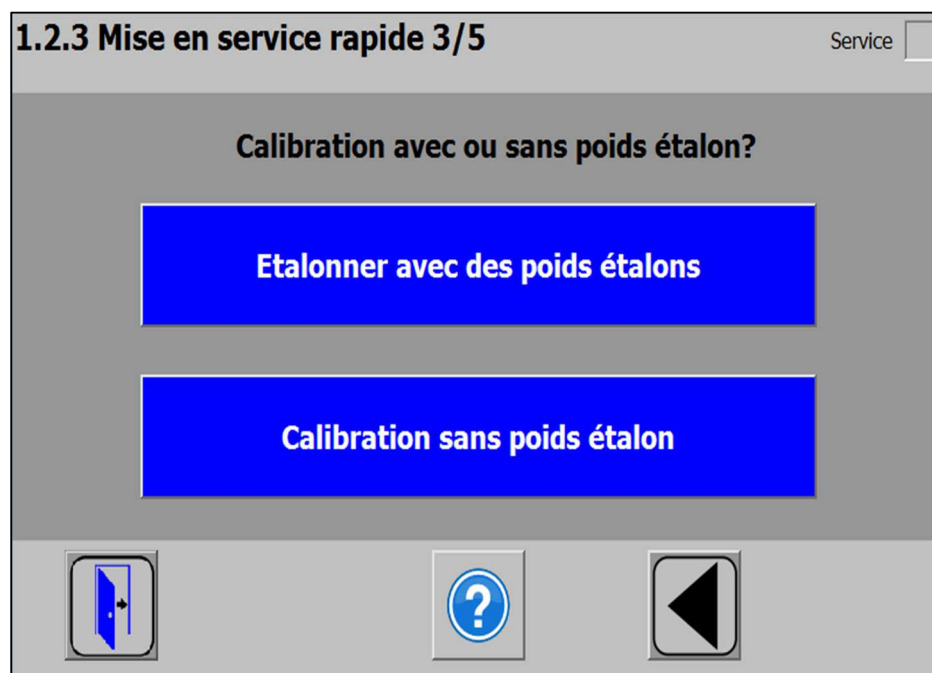 1.2.3 Mise en service rapide 3/5
Service
Calibration avec ou sans poids étalon?
Etalonner avec des poids étalons
Calibration sans poids étalon
?